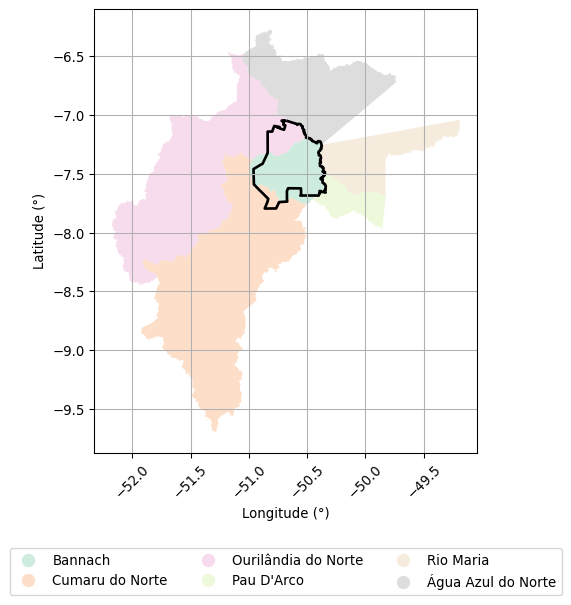 −6.5
−7.0
−7.5
−8.0
−8.5
−9.0
−9.5
Latitude (°)
−52.0
−51.5
−51.0
−50.5
−50.0
−49.5
Longitude (°)
Bannach
Cumaru do Norte
Ourilândia do Norte
Pau D'Arco
Rio Maria
Água Azul do Norte